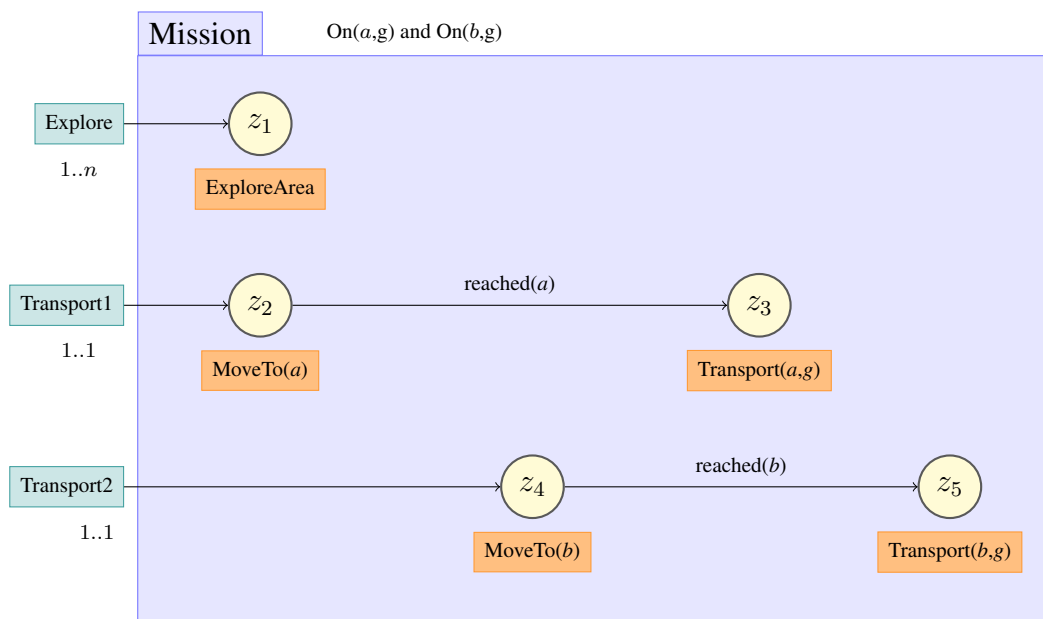 Mission
On(a,g) and On(b,g)
Explore
1..n
z₁
ExploreArea
Transport1
1..1
z₂
MoveTo(a)
reached(a)
z₃
Transport(a,g)
Transport2
1..1
z₄
MoveTo(b)
reached(b)
z₅
Transport(b,g)